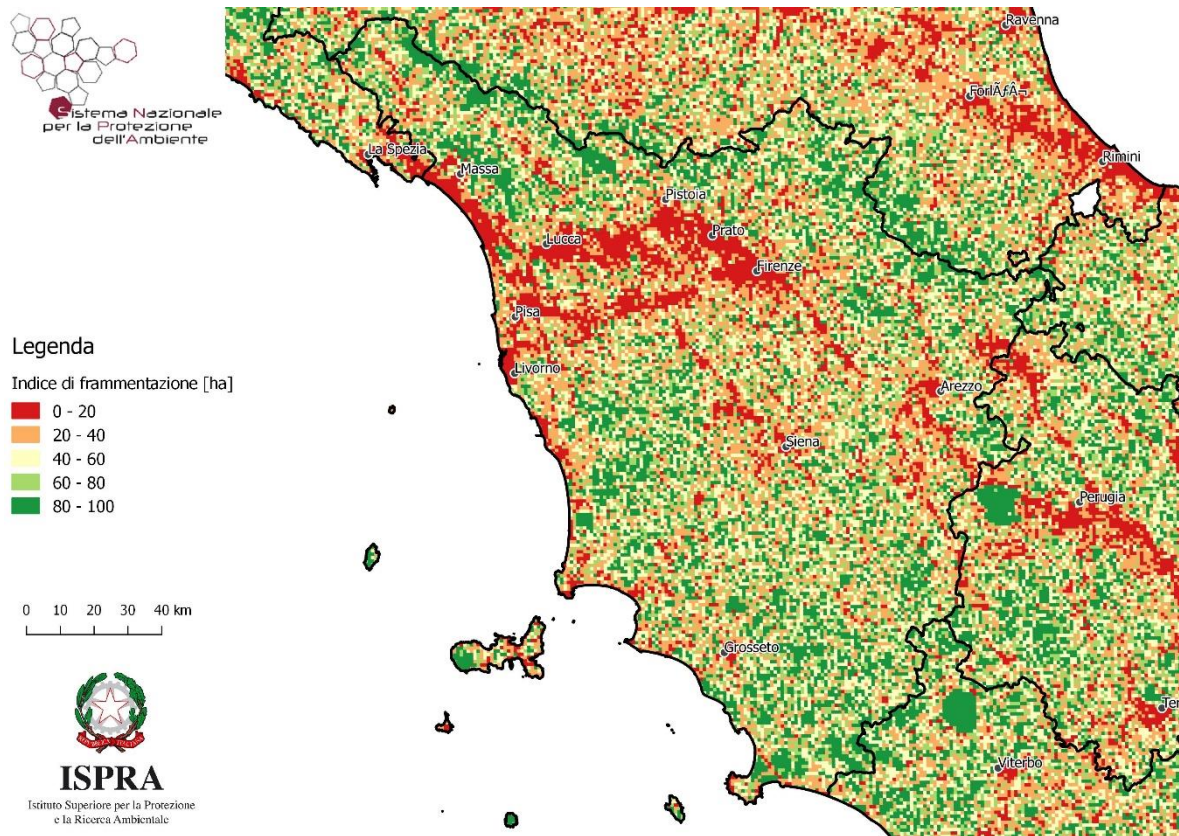 Sistema Nazionale
per la Protezione
dell'Ambiente
Ravenna
ForlÃƒÂ¬
La Spezia
Massa
Rimini
Pistoia
Prato
Lucca
Firenze
Pisa
Livorno
Arezzo
Siena
Perugia
Grosseto
Ter
Viterbo
Legenda
Indice di frammentazione [ha]
0 - 20
20 - 40
40 - 60
60 - 80
80 - 100
0 10 20 30 40 km
ISPRA
Istituto Superiore per la Protezione
e la Ricerca Ambientale